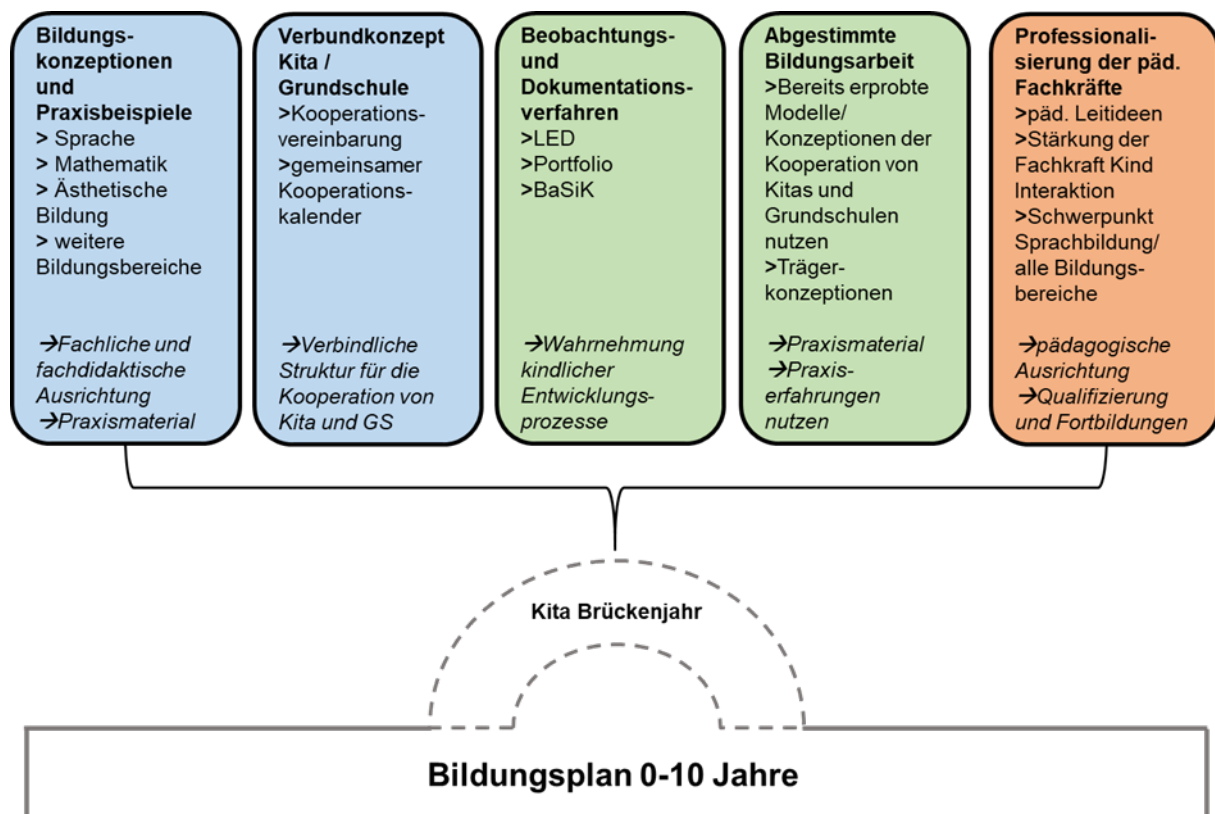 Bildungs-
konzeptionen
und
Praxisbeispiele
> Sprache
> Mathematik
> Ästhetische
Bildung
> weitere
Bildungsbereiche
→Fachliche und
fachdidaktische
Ausrichtung
→Praxismaterial
Verbundkonzept
Kita /
Grundschule
>Kooperations-
vereinbarung
>gemeinsamer
Kooperations-
kalender
→Verbindliche
Struktur für die
Kooperation von
Kita und GS
Beobachtungs-
und
Dokumentations-
verfahren
>LED
>Portfolio
>BaSiK
→Wahrnehmung
kindlicher
Entwicklungs-
prozesse
Abgestimmte
Bildungsarbeit
>Bereits erprobte
Modelle/
Konzeptionen der
Kooperation von
Kitas und
Grundschulen
nutzen
>Träger-
konzeptionen
→Praxismaterial
→Praxis-
erfahrungen
nutzen
Professionali-
sierung der päd.
Fachkräfte
>päd. Leitideen
>Stärkung der
Fachkraft Kind
Interaktion
>Schwerpunkt
Sprachbildung/
alle Bildungs-
bereiche
→pädagogische
Ausrichtung
→Qualifizierung
und Fortbildungen
Kita Brückenjahr
Bildungsplan 0-10 Jahre